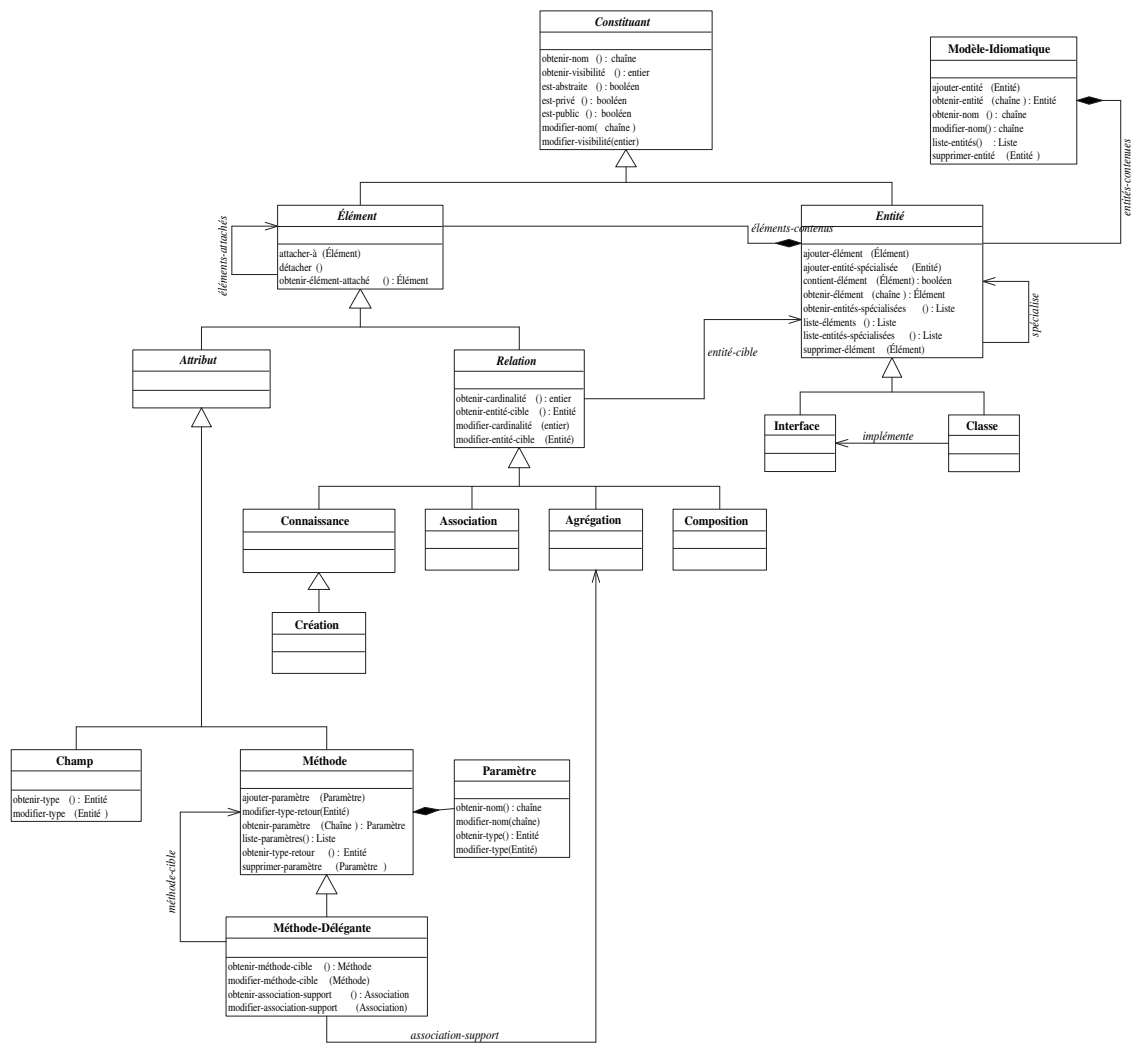 Constituant
obtenir-nom () : chaîne
obtenir-visibilité () : entier
est-abstraite () : booléen
est-privé () : booléen
est-public () : booléen
modifier-nom( chaîne )
modifier-visibilité(entier)
Modèle-Idiomatique
ajouter-entité (Entité)
obtenir-entité (chaîne ) : Entité
obtenir-nom () : chaîne
modifier-nom() : chaîne
liste-entités() : Liste
supprimer-entité (Entité )
entités-contenues
Élément
attacher-à (Élément)
détacher ()
obtenir-élément-attaché () : Élément
éléments-attachés
éléments-contenus
Entité
ajouter-élément (Élément)
ajouter-entité-spécialisée (Entité)
contient-élément (Élément) : booléen
obtenir-élément (chaîne ) : Élément
obtenir-entités-spécialisées () : Liste
liste-éléments () : Liste
liste-entités-spécialisées () : Liste
supprimer-élément (Élément)
spécialise
Attribut
Relation
obtenir-cardinalité () : entier
obtenir-entité-cible () : Entité
modifier-cardinalité (entier)
modifier-entité-cible (Entité)
entité-cible
Interface
implémente
Classe
Connaissance
Association
Agrégation
Composition
Création
Champ
obtenir-type () : Entité
modifier-type (Entité )
Méthode
ajouter-paramètre (Paramètre)
modifier-type-retour(Entité)
obtenir-paramètre (Chaîne ) : Paramètre
liste-paramètres() : Liste
obtenir-type-retour () : Entité
supprimer-paramètre (Paramètre )
Paramètre
obtenir-nom() : chaîne
modifier-nom(chaîne)
obtenir-type() : Entité
modifier-type(Entité)
méthode-cible
Méthode-Délégante
obtenir-méthode-cible () : Méthode
modifier-méthode-cible (Méthode)
obtenir-association-support () : Association
modifier-association-support (Association)
association-support